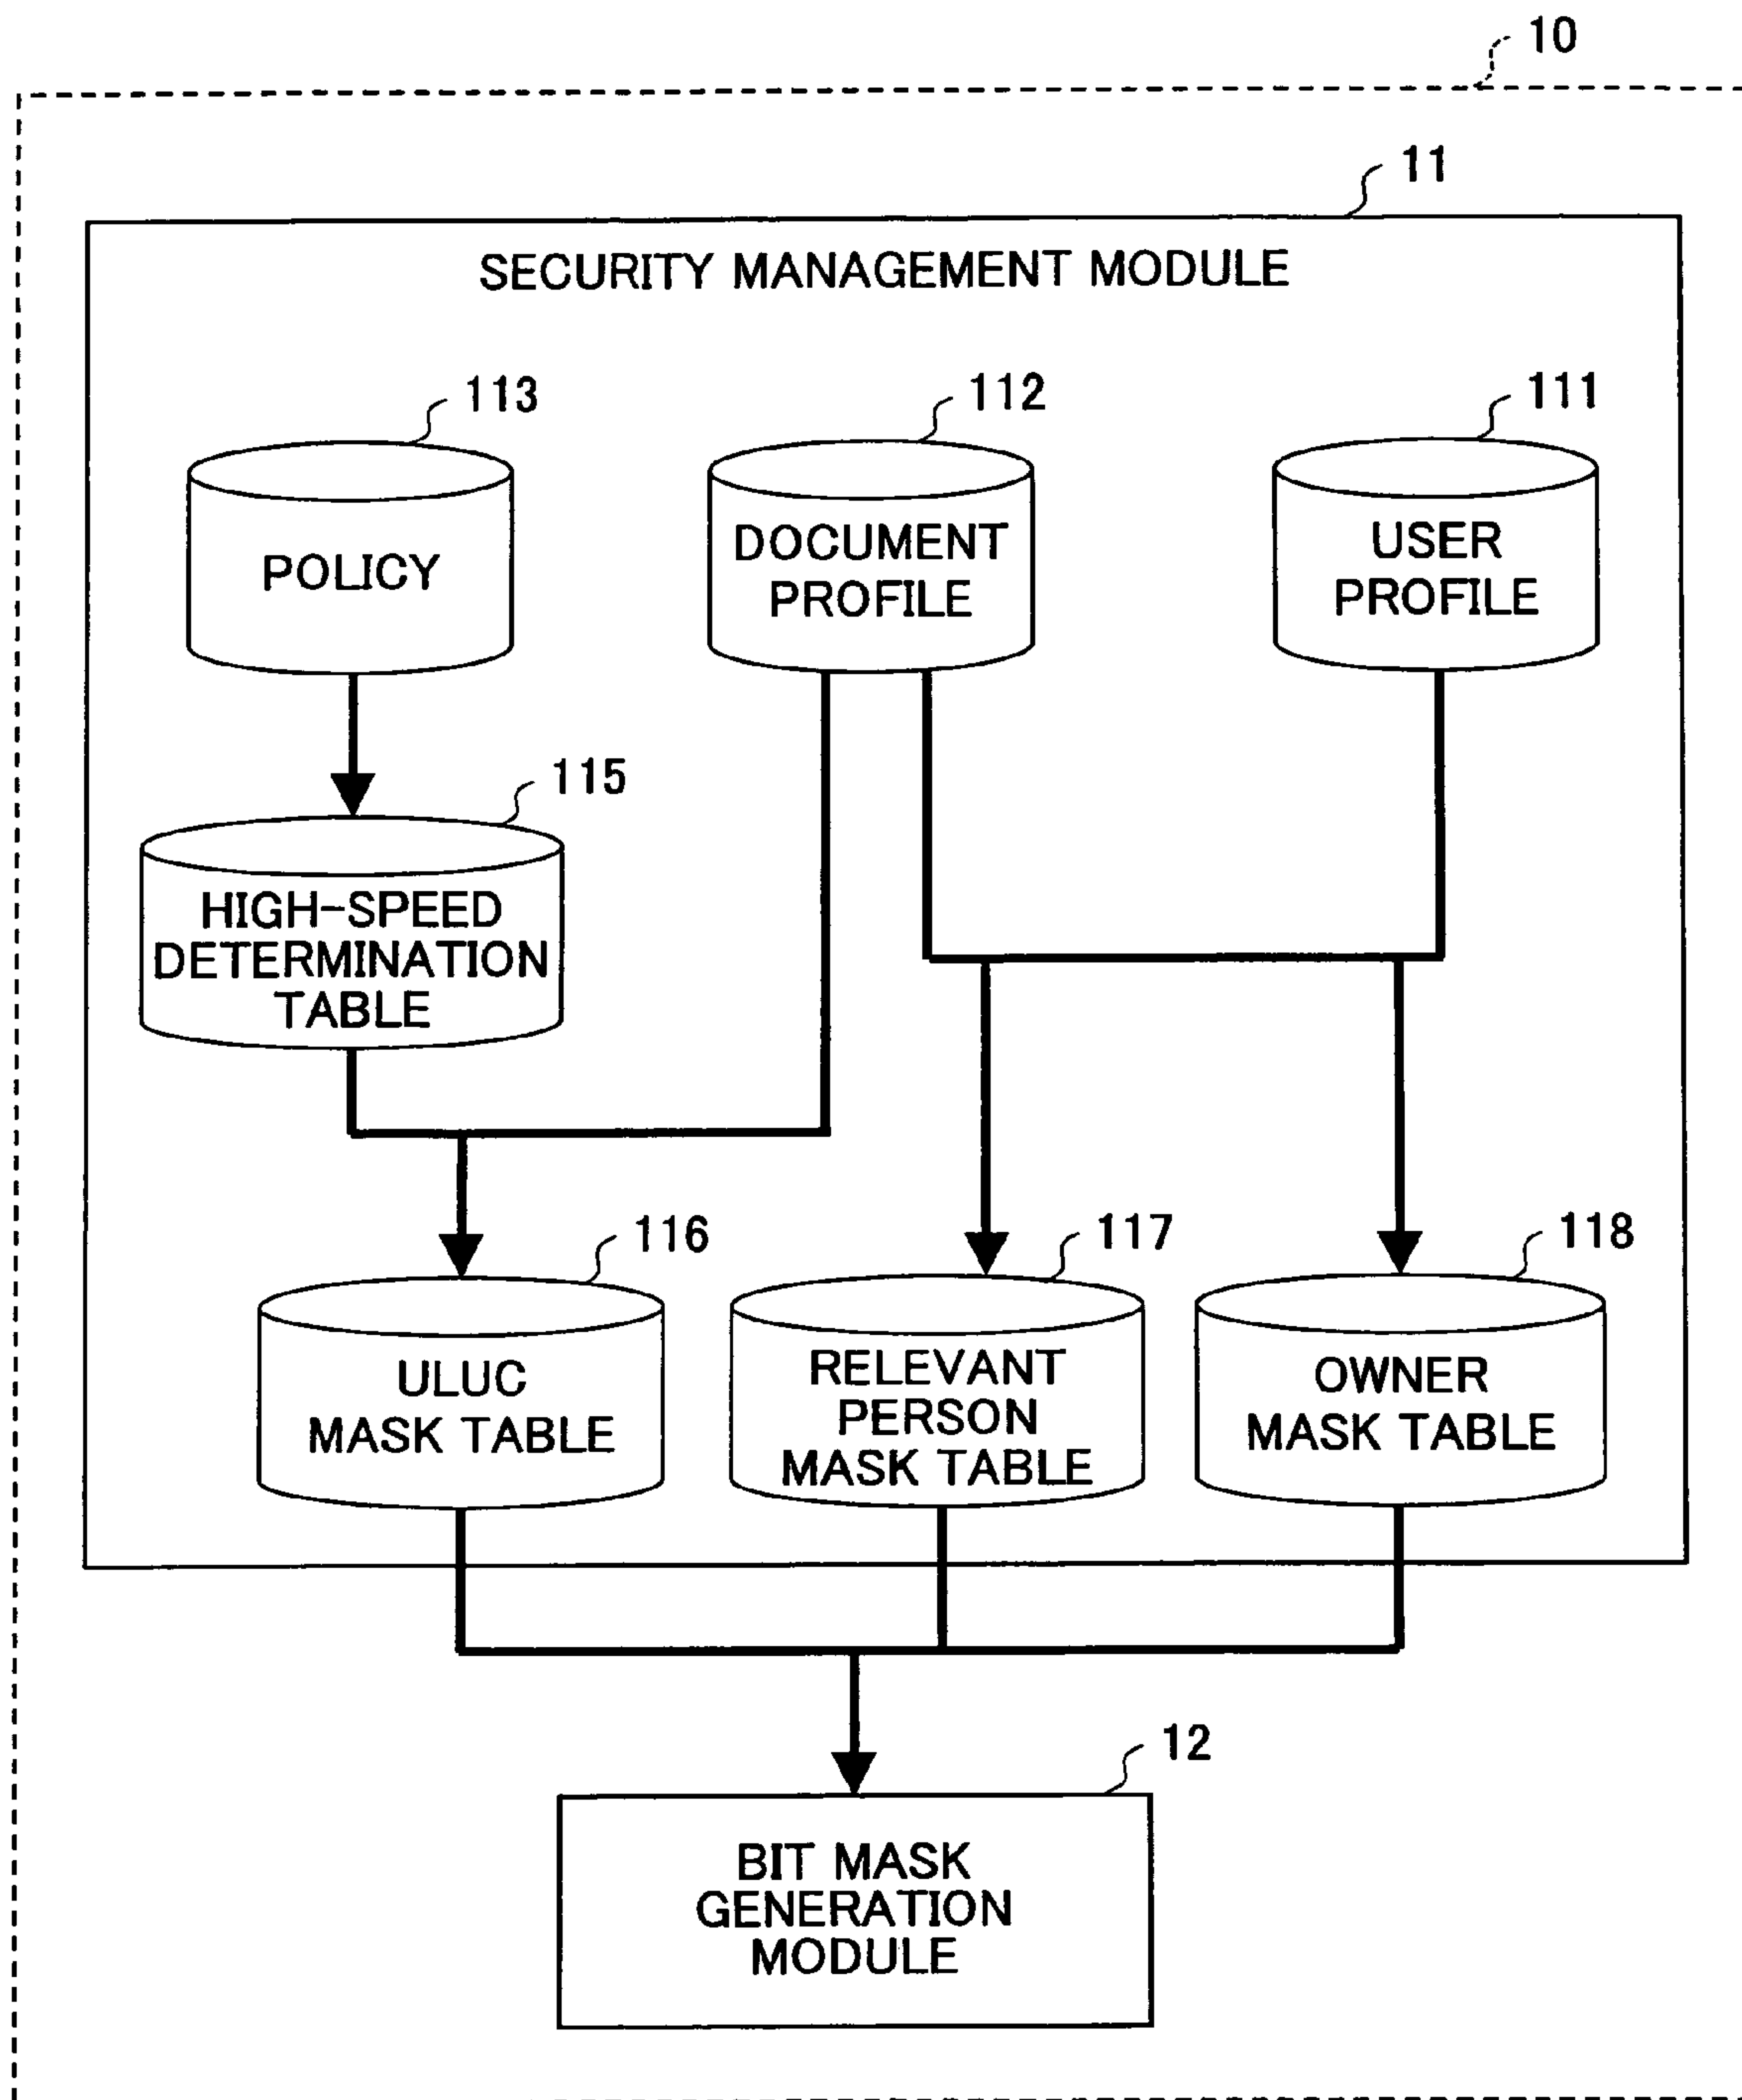 10
11
SECURITY MANAGEMENT MODULE
113
112
111
POLICY
DOCUMENT
PROFILE
USER
PROFILE
115
HIGH-SPEED
DETERMINATION
TABLE
116
117
118
ULUC
MASK TABLE
RELEVANT
PERSON
MASK TABLE
OWNER
MASK TABLE
12
BIT MASK
GENERATION
MODULE